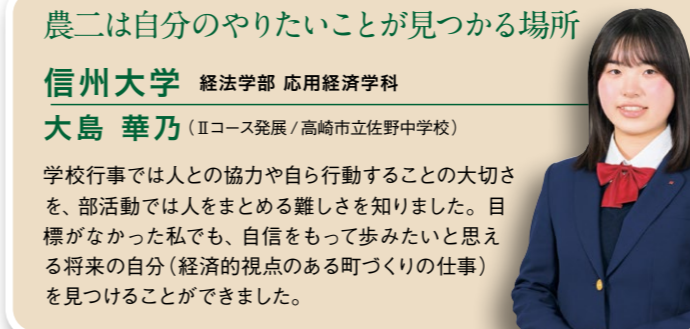 農二は自分のやりたいことが見つかる場所
信州大学 経法学部 応用経済学科
大島 華乃(Ⅱコース発展/高崎市立佐野中学校)
学校行事では人との協力や自ら行動することの大切さ
を、部活動では人をまとめる難しさを知りました。目
標がなかった私でも、自信をもって歩みたいと思え
る将来の自分(経済的視点のある町づくりの仕事)
を見つけることができました。